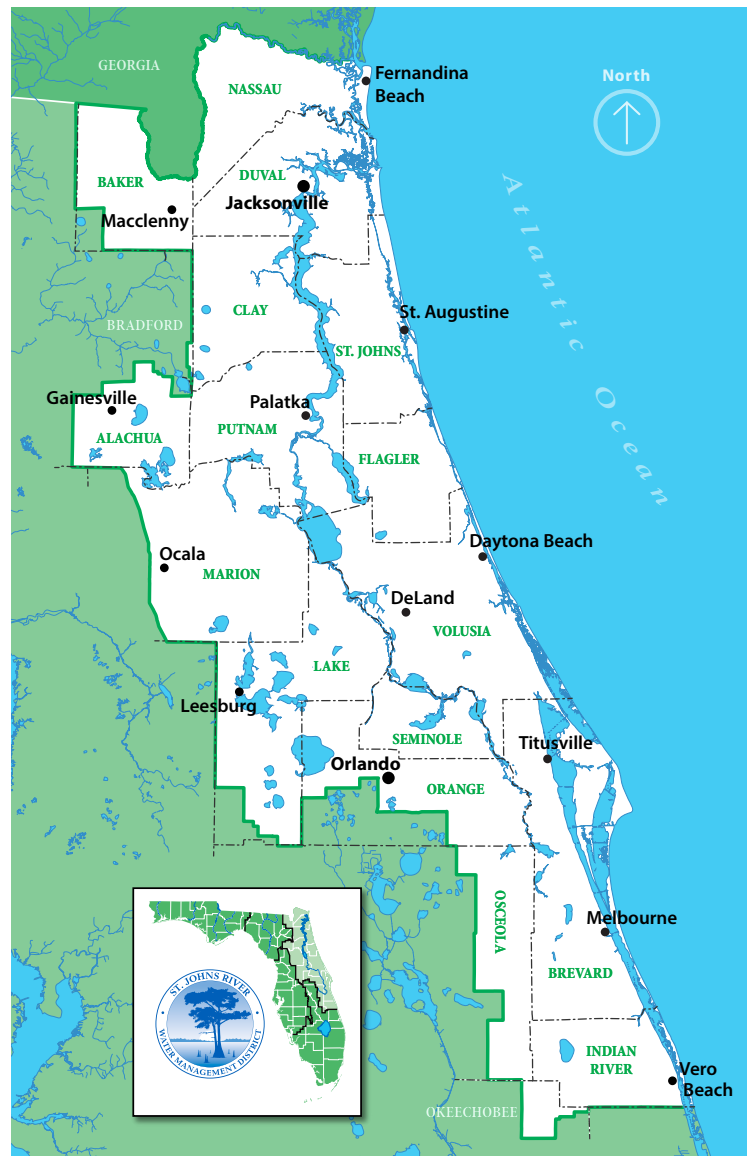 GEORGIA
NASSAU
Fernandina
Beach
North
BAKER
DUVAL
Jacksonville
Macclenny
Atlantic Ocean
CLAY
BRADFORD
St. Augustine
ST. JOHNS
Gainesville
Palatka
ALACHUA
PUTNAM
FLAGLER
Ocala
MARION
Daytona Beach
DeLand
VOLUSIA
LAKE
Leesburg
SEMINOLE
Titusville
Orlando
ORANGE
OSCEOLA
Melbourne
BREVARD
ST. JOHNS RIVER
WATER MANAGEMENT DISTRICT
INDIAN
RIVER
Vero
Beach
OKEECHOBEE